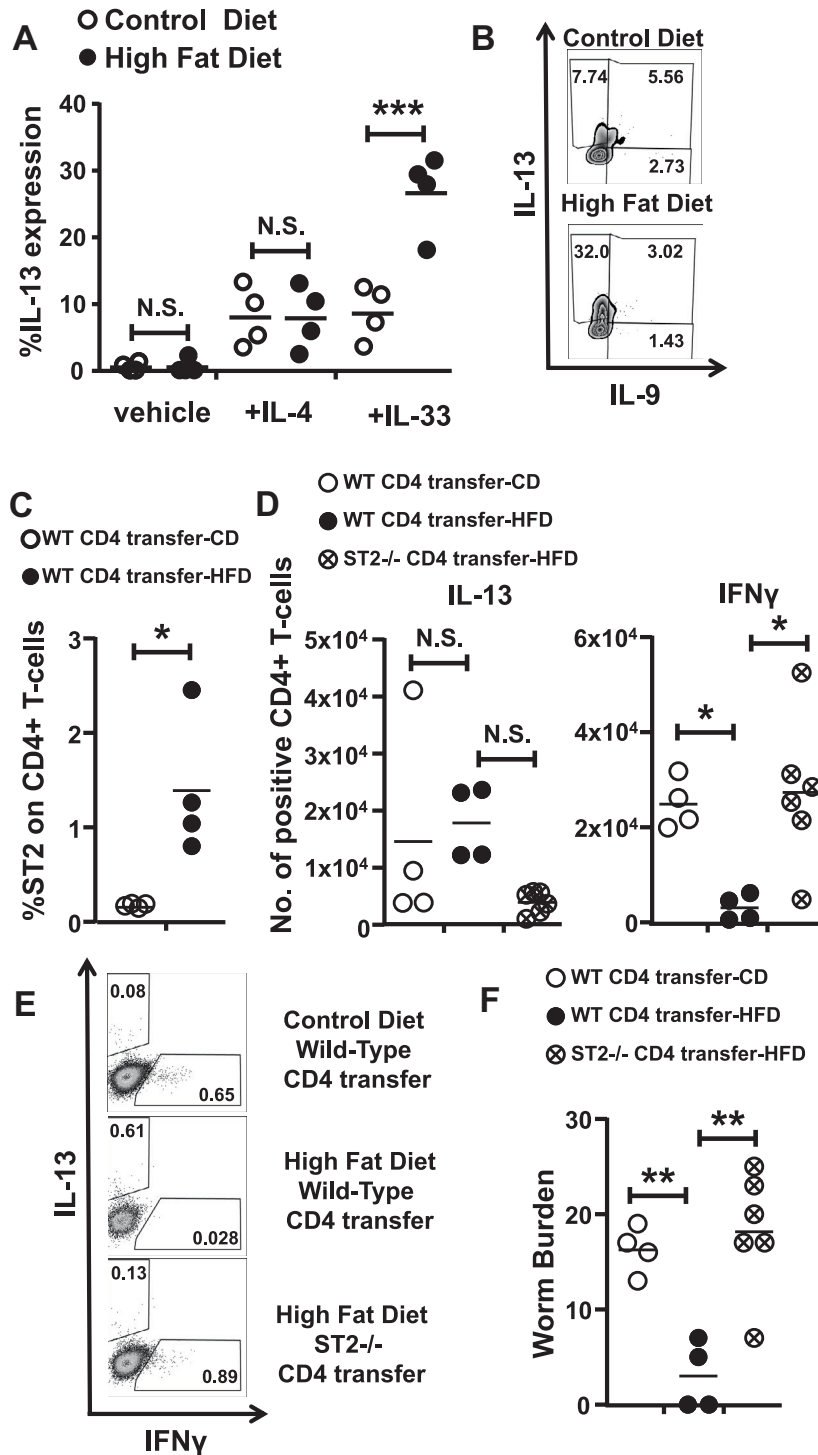 A
Control Diet
High Fat Diet
%IL-13 expression
40
30
20
10
0
N.S.
N.S.
***
vehicle
+IL-4
+IL-33
B
Control Diet
7.74
5.56
2.73
High Fat Diet
32.0
3.02
1.43
IL-13
IL-9
C
WT CD4 transfer-CD
WT CD4 transfer-HFD
%ST2 on CD4+ T-cells
3
2
1
0
*
D
WT CD4 transfer-CD
WT CD4 transfer-HFD
ST2-/- CD4 transfer-HFD
No. of positive CD4+ T-cells
IL-13
5x10⁴
4x10⁴
3x10⁴
2x10⁴
1x10⁴
0
N.S.
N.S.
IFNγ
6x10⁴
4x10⁴
2x10⁴
0
*
*
E
IL-13
0.08
0.65
Control Diet
Wild-Type
CD4 transfer
0.61
0.028
High Fat Diet
Wild-Type
CD4 transfer
0.13
0.89
High Fat Diet
ST2-/-
CD4 transfer
IFNγ
F
WT CD4 transfer-CD
WT CD4 transfer-HFD
ST2-/- CD4 transfer-HFD
Worm Burden
30
20
10
0
**
**